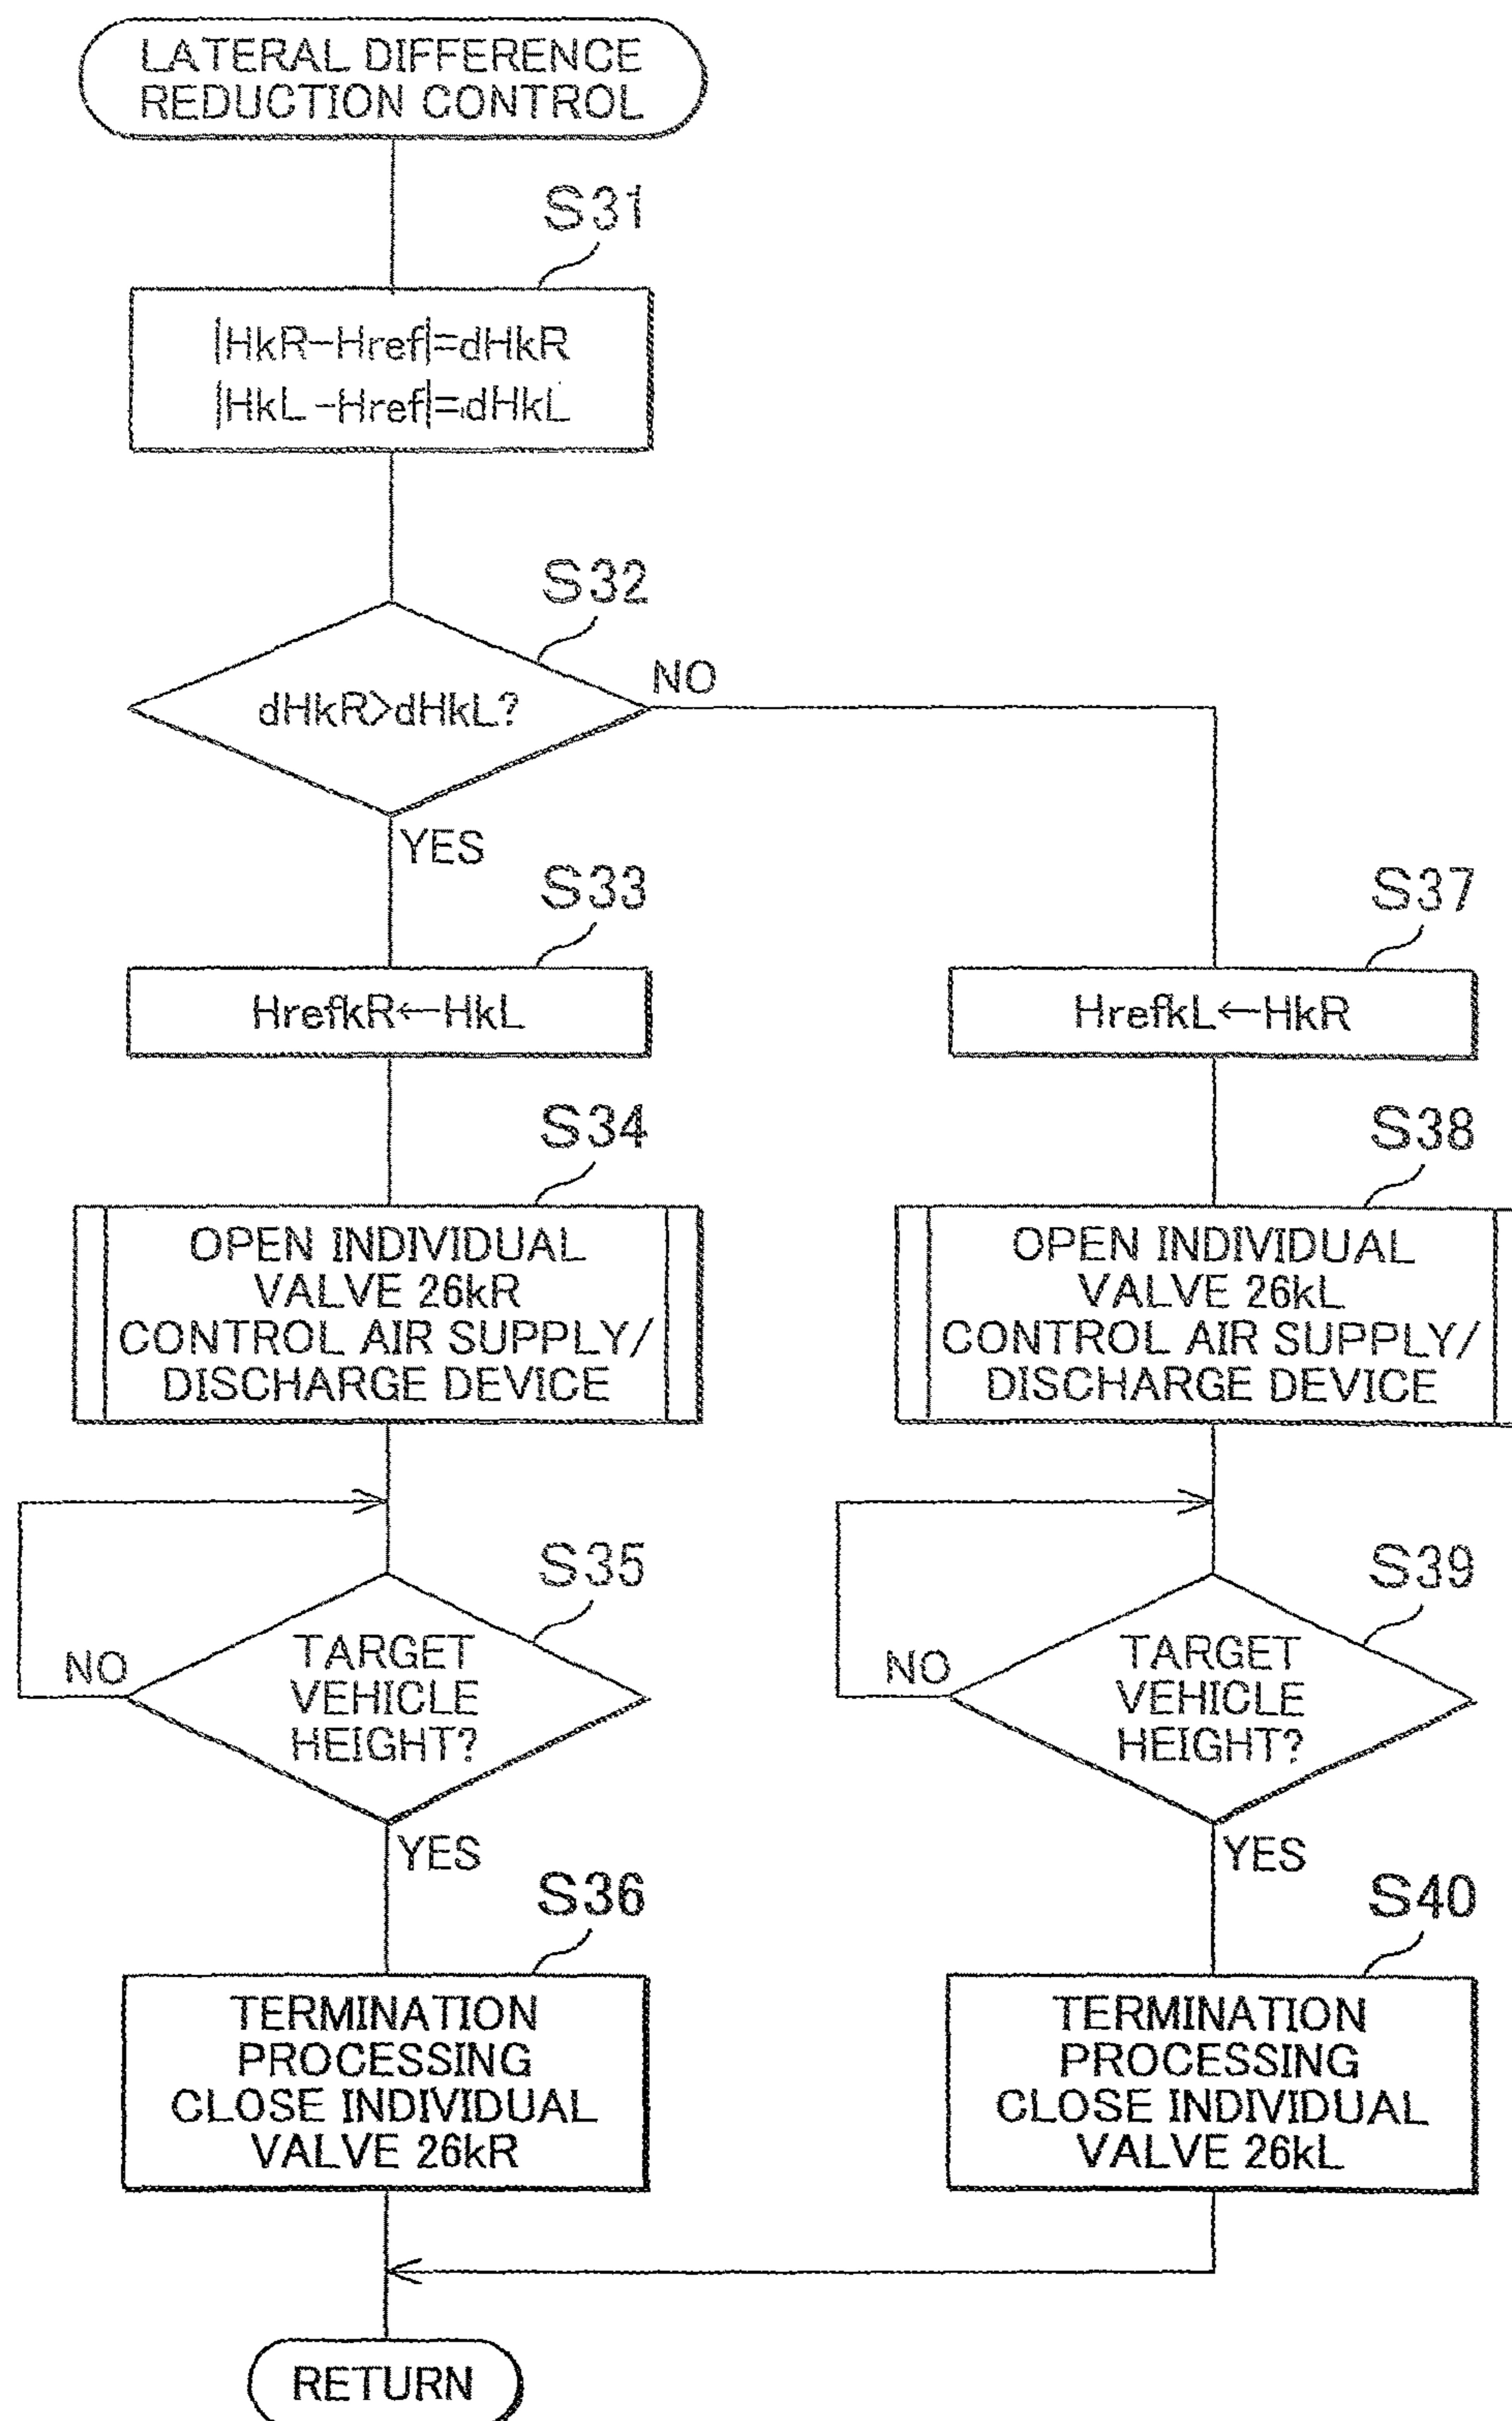 LATERAL DIFFERENCE
REDUCTION CONTROL
S31
|HkR-Href|=dHkR
|HkL-Href|=dHkL
S32
dHkR>dHkL?
NO
YES
S33
HrefkR←HkL
S34
OPEN INDIVIDUAL
VALVE 26kR
CONTROL AIR SUPPLY/
DISCHARGE DEVICE
S35
TARGET
VEHICLE
HEIGHT?
NO
YES
S36
TERMINATION
PROCESSING
CLOSE INDIVIDUAL
VALVE 26kR
S37
HrefkL←HkR
S38
OPEN INDIVIDUAL
VALVE 26kL
CONTROL AIR SUPPLY/
DISCHARGE DEVICE
S39
TARGET
VEHICLE
HEIGHT?
NO
YES
S40
TERMINATION
PROCESSING
CLOSE INDIVIDUAL
VALVE 26kL
RETURN